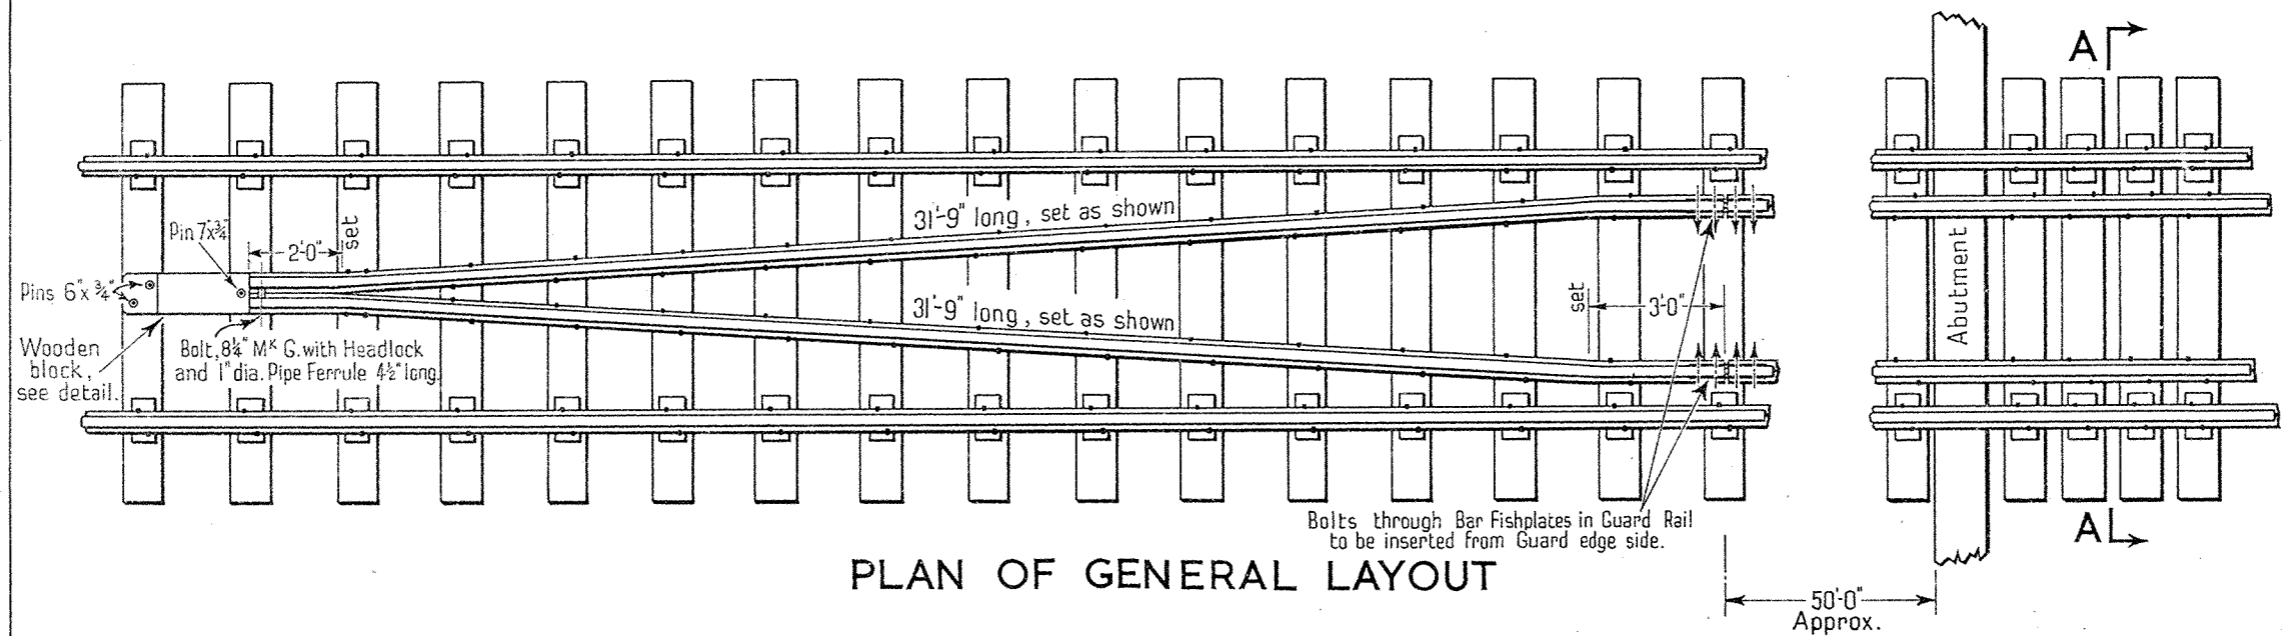 A
31'-9" long, set as shown
Pin 7"x¾"
2'-0"
set
Pins 6"x ¾"
31'-9" long, set as shown
set
3'-0"
Abutment
Wooden
block,
see detail.
Bolt, 8¼" Mᴷ G. with Headlock
and 1" dia. Pipe Ferrule 4½" long.
Bolts through Bar Fishplates in Guard Rail
to be inserted from Guard edge side.
A
PLAN OF GENERAL LAYOUT
50'-0"
Approx.